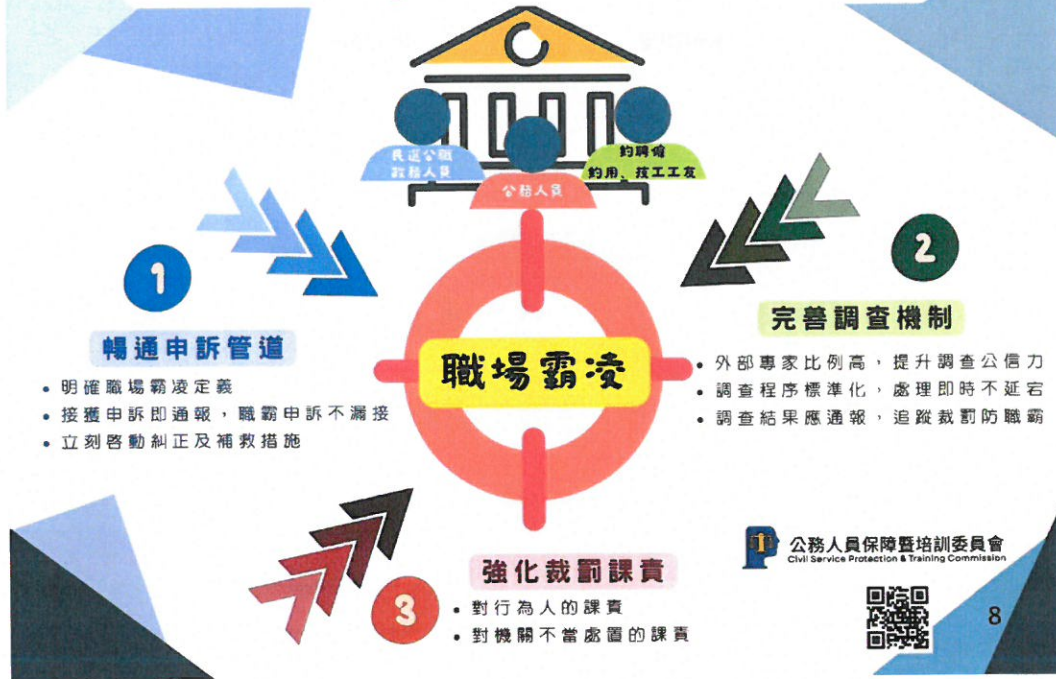 民選公職
政務人員
公務人員
約聘僱
約用、技工工友
1
暢通申訴管道
• 明確職場霸凌定義
• 接獲申訴即通報，職霸申訴不漏接
• 立刻啓動糾正及補救措施
職場霸凌
2
完善調查機制
• 外部專家比例高，提升調查公信力
• 調查程序標準化，處理即時不延宕
• 調查結果應通報，追蹤裁罰防職霸
3
強化裁罰課責
• 對行為人的課責
• 對機關不當處置的課責
公務人員保障暨培訓委員會
Civil Service Protection & Training Commission
8